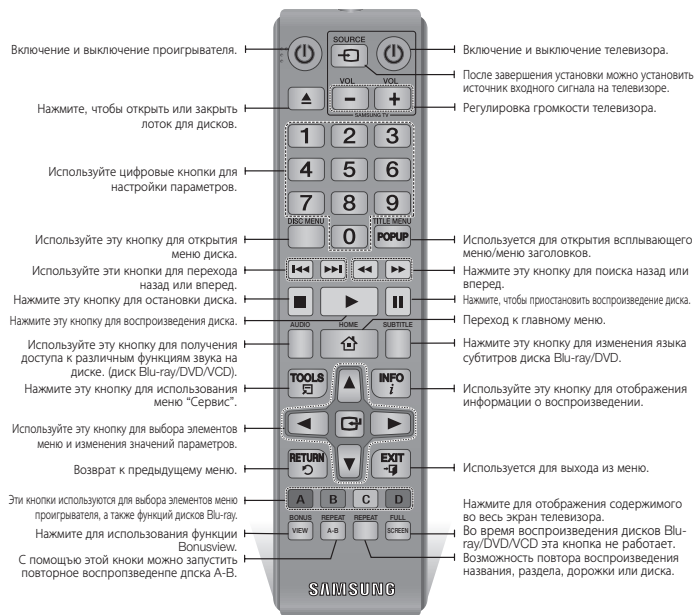 Включение и выключение проигрывателя.
Нажмите, чтобы открыть или закрыть
лоток для дисков.
Используйте цифровые кнопки для
настройки параметров.
Используйте эту кнопку для открытия
меню диска.
Используйте эти кнопки для перехода
назад или вперед.
Нажмите эту кнопку для остановки диска.
Нажмите эту кнопку для воспроизведения диска.
Используйте эту кнопку для получения
доступа к различным функциям звука на
диске. (диск Blu-ray/DVD/VCD).
Нажмите эту кнопку для использования
меню “Сервис”.
Используйте эту кнопку для выбора элементов
меню и изменения значений параметров.
Возврат к предыдущему меню.
Эти кнопки используются для выбора элементов меню
проигрывателя, а также функций дисков Blu-ray.
Нажмите для использования функции
Bonusview.
С помощъю этой кноки можно запустить
повторное воспропзведенпе дпска A-B.
SOURCE
VOL VOL
SAMSUNG TV
1 2 3
4 5 6
7 8 9
DISC MENU TITLE MENU
0 POPUP
AUDIO HOME SUBTITLE
TOOLS INFO
i
RETURN EXIT
A B C D
BONUS REPEAT REPEAT FULL
VIEW A-B SCREEN
SAMSUNG
Включение и выключение телевизора.
После завершения установки можно установить
источник входного сигнала на телевизоре.
Регулировка громкости телевизора.
Используется для открытия всплывающего
меню/меню заголовков.
Нажмите эту кнопку для поиска назад или
вперед.
Нажмите, чтобы приостановить воспроизведение диска.
Переход к главному меню.
Нажмите эту кнопку для изменения языка
субтитров диска Blu-ray/DVD.
Используйте эту кнопку для отображения
информации о воспроизведении.
Используется для выхода из меню.
Нажмите для отображения содержимого
во весь экран телевизора.
Во время воспроизведения дисков Blu-
ray/DVD/VCD эта кнопка не работает.
Возможность повтора воспроизведения
названия, раздела, дорожки или диска.